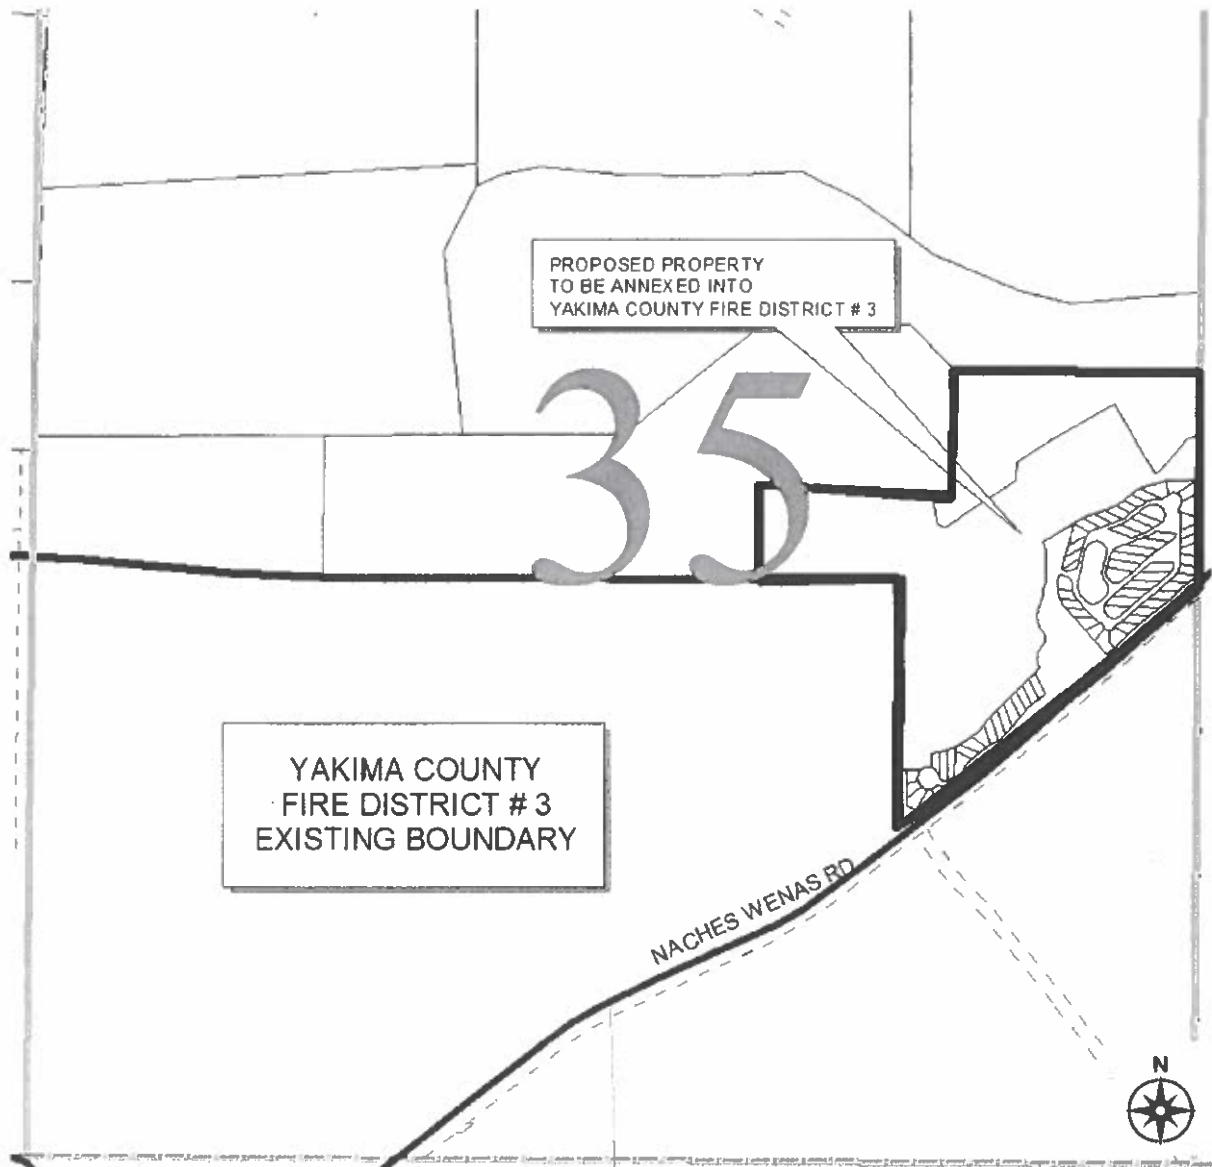 PROPOSED PROPERTY
TO BE ANNEXED INTO
YAKIMA COUNTY FIRE DISTRICT # 3
35
YAKIMA COUNTY
FIRE DISTRICT # 3
EXISTING BOUNDARY
NACHES WENAS RD
N